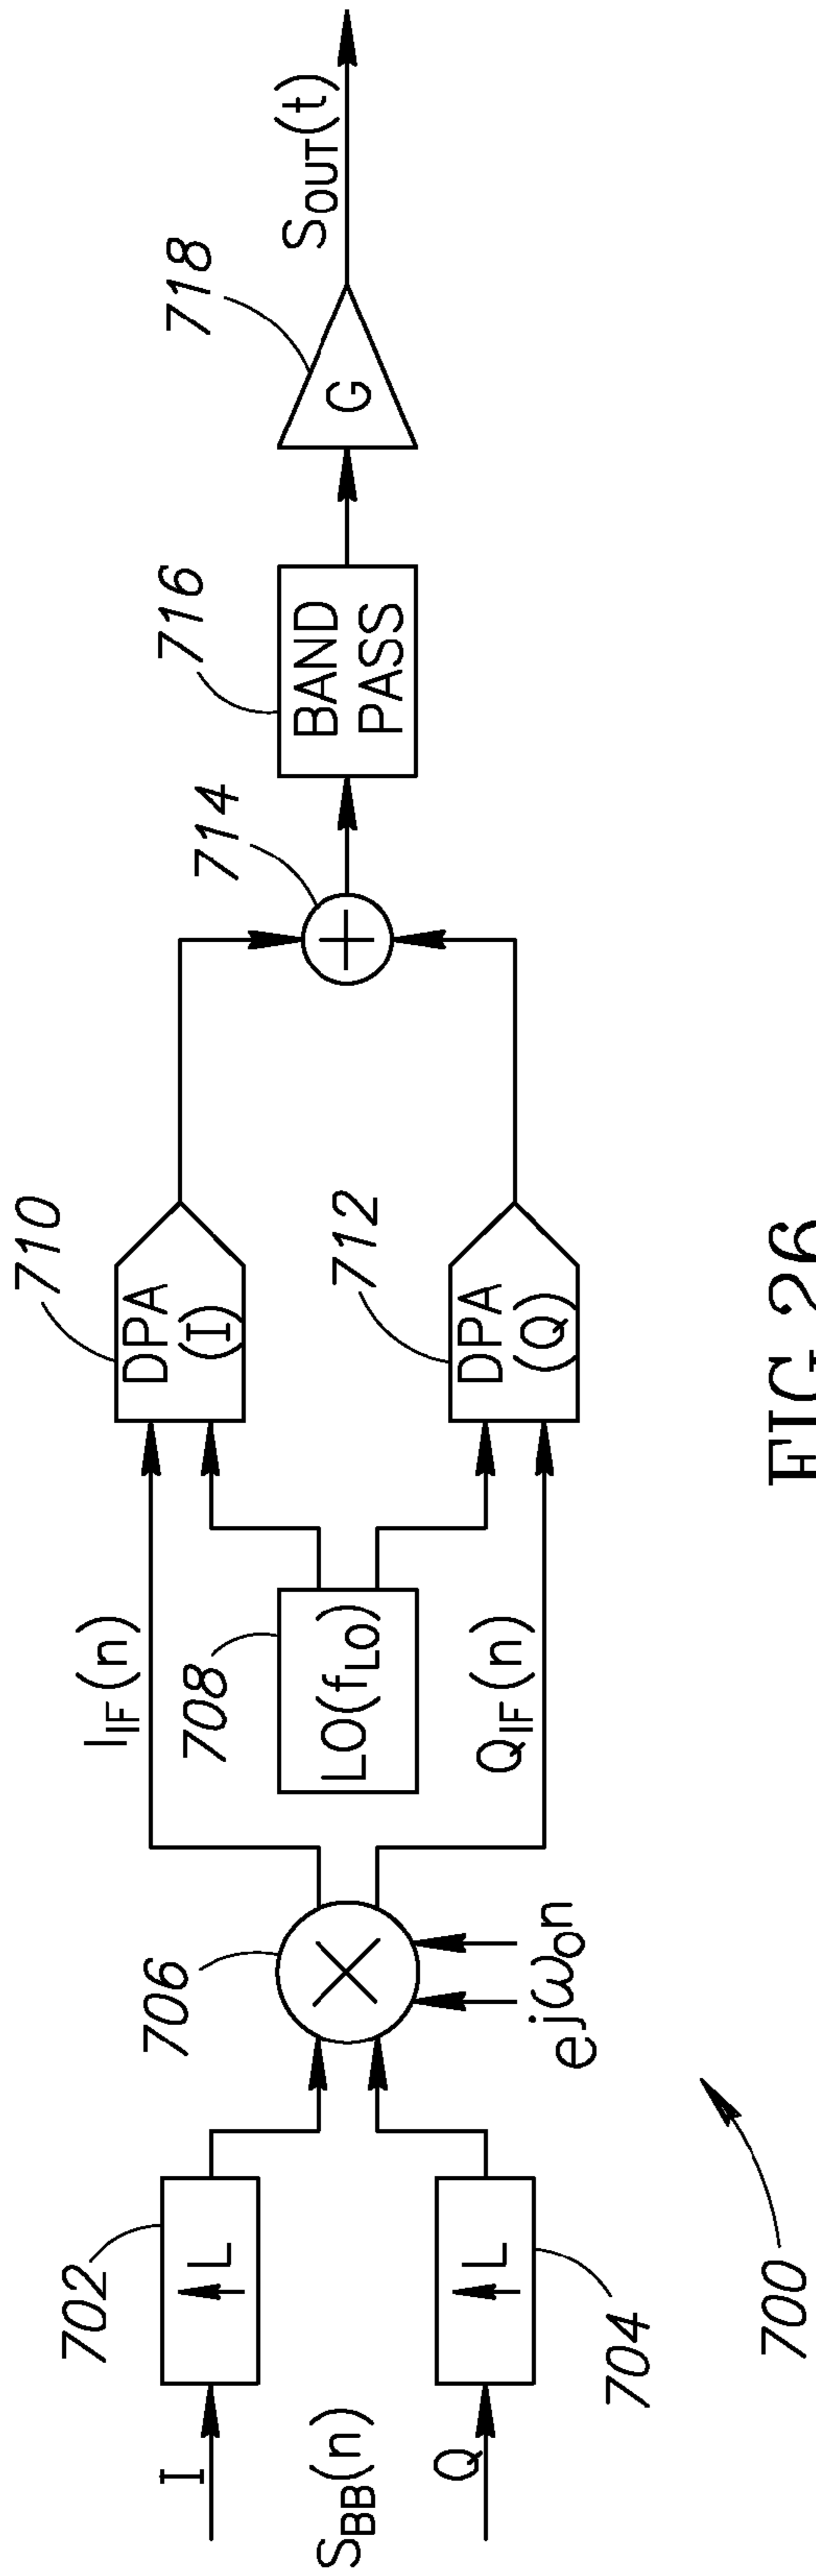 I
S_BB(n)
Q
702
↑L
704
↑L
706
×
e^jω₀n
I_IF(n)
708
LO(f_LO)
Q_IF(n)
710
DPA
(I)
712
DPA
(Q)
714
+
716
BAND
PASS
718
G
S_OUT(t)
700
FIG.26